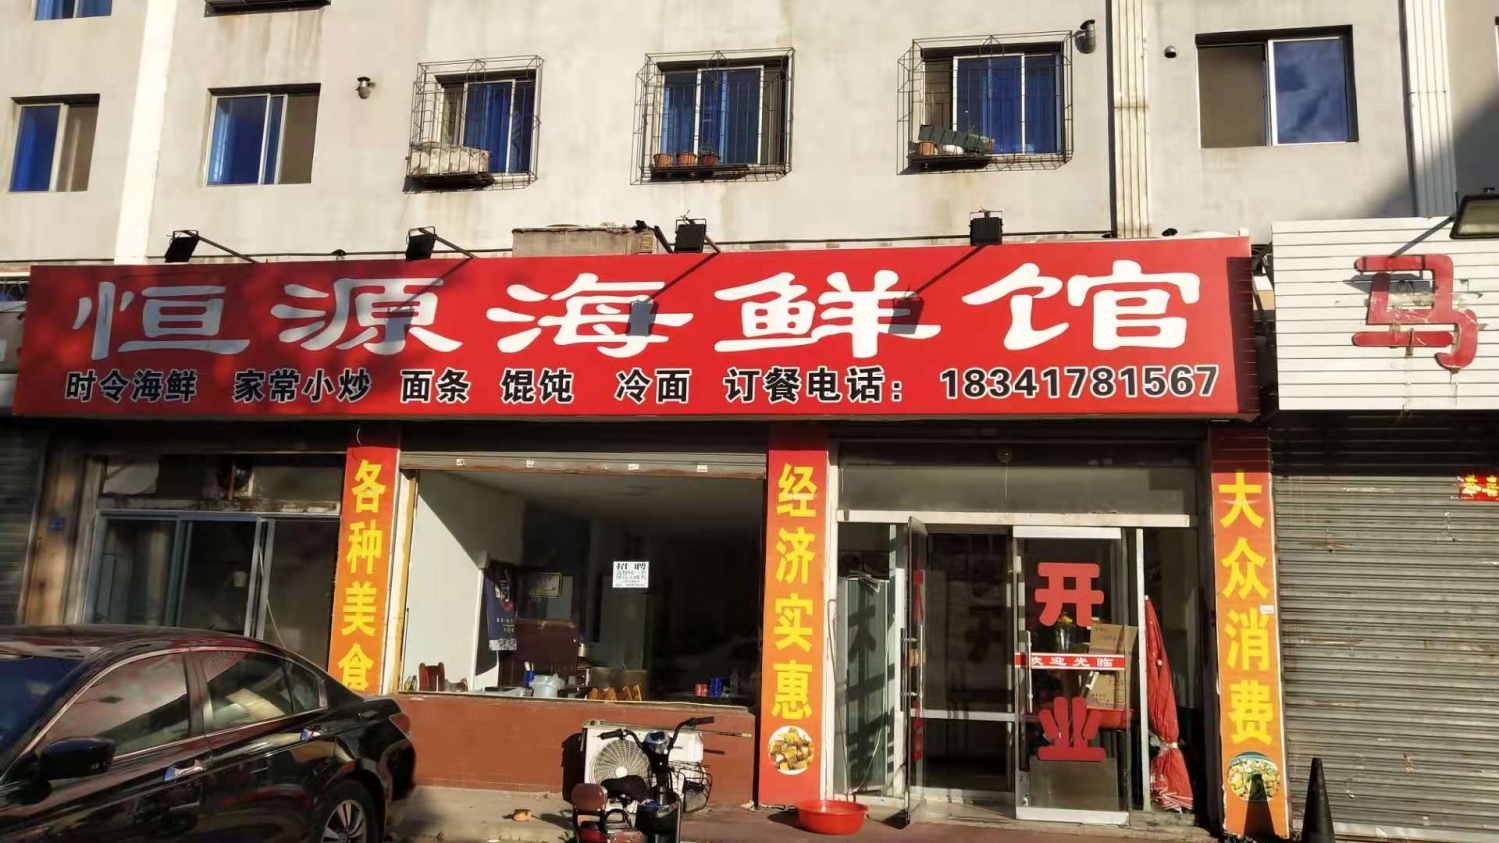 恒源海鲜馆
时令海鲜 家常小炒 面条 馄饨 冷面 订餐电话：18341781567
马
各种美食
经济实惠
大众消费
招聘
开业
欢迎光临